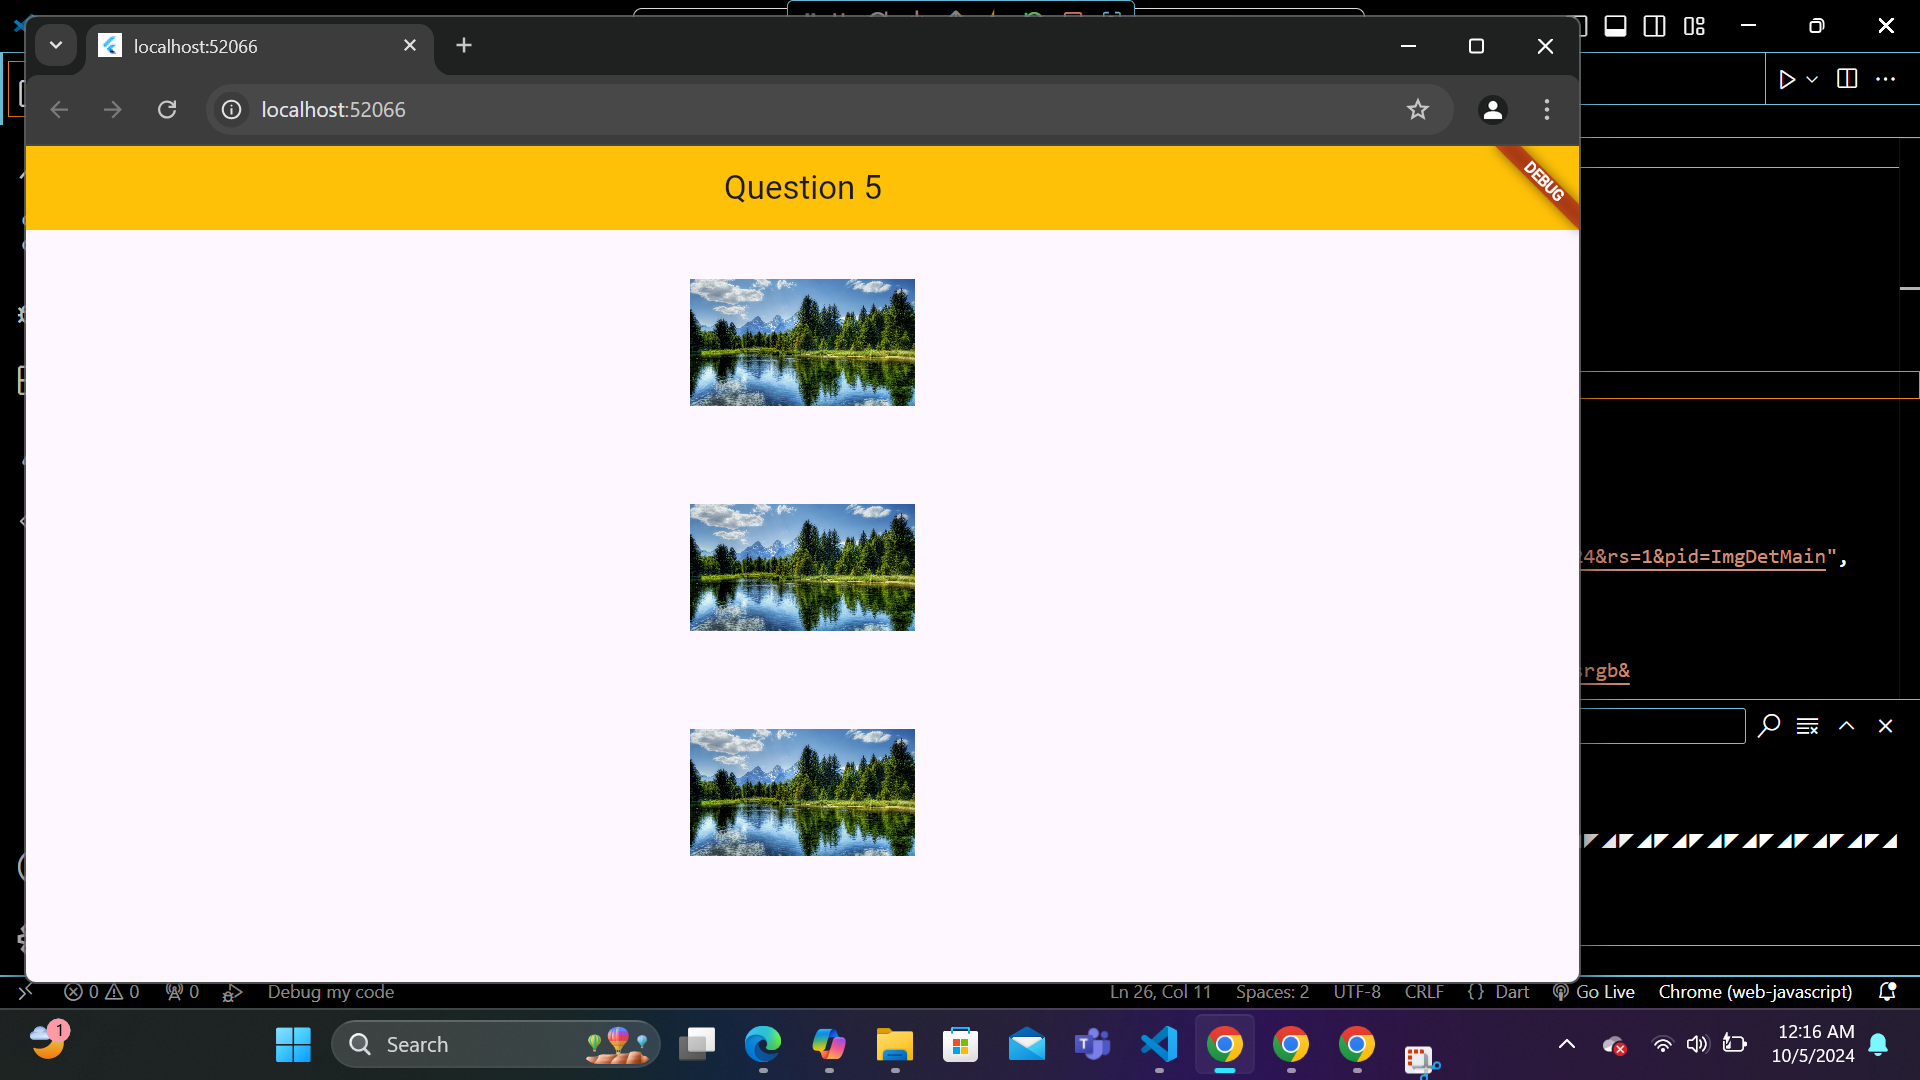 localhost:52066
localhost:52066
Question 5
DEBUG
24&rs=1&pid=ImgDetMain",
rgb&
0 0 0 Debug my code Ln 26, Col 11 Spaces: 2 UTF-8 CRLF {} Dart Go Live Chrome (web-javascript)
1
Search
12:16 AM
10/5/2024